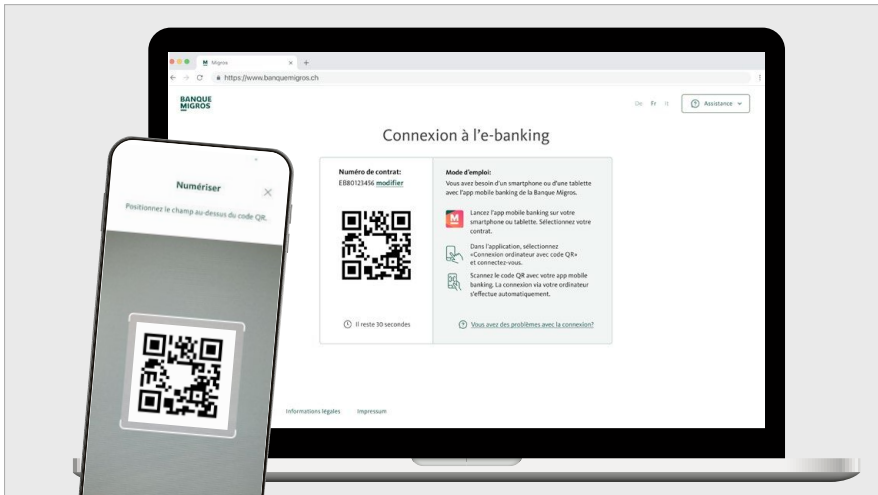 M Migros × +
https://www.banquemigros.ch
BANQUE
MIGROS
De Fr It
Assistance
Connexion à l'e-banking
Numéro de contrat:
EB80123456 modifier
Il reste 30 secondes
Mode d'emploi:
Vous avez besoin d'un smartphone ou d'une tablette
avec l'app mobile banking de la Banque Migros.
M
Lancez l'app mobile banking sur votre
smartphone ou tablette. Sélectionnez votre
contrat.
Dans l'application, sélectionnez
«Connexion ordinateur avec code QR»
et connectez-vous.
Scannez le code QR avec votre app mobile
banking. La connexion via votre ordinateur
s'effectue automatiquement.
Vous avez des problèmes avec la connexion?
Informations légales Impressum
Numériser
Positionnez le champ au-dessus du code QR.